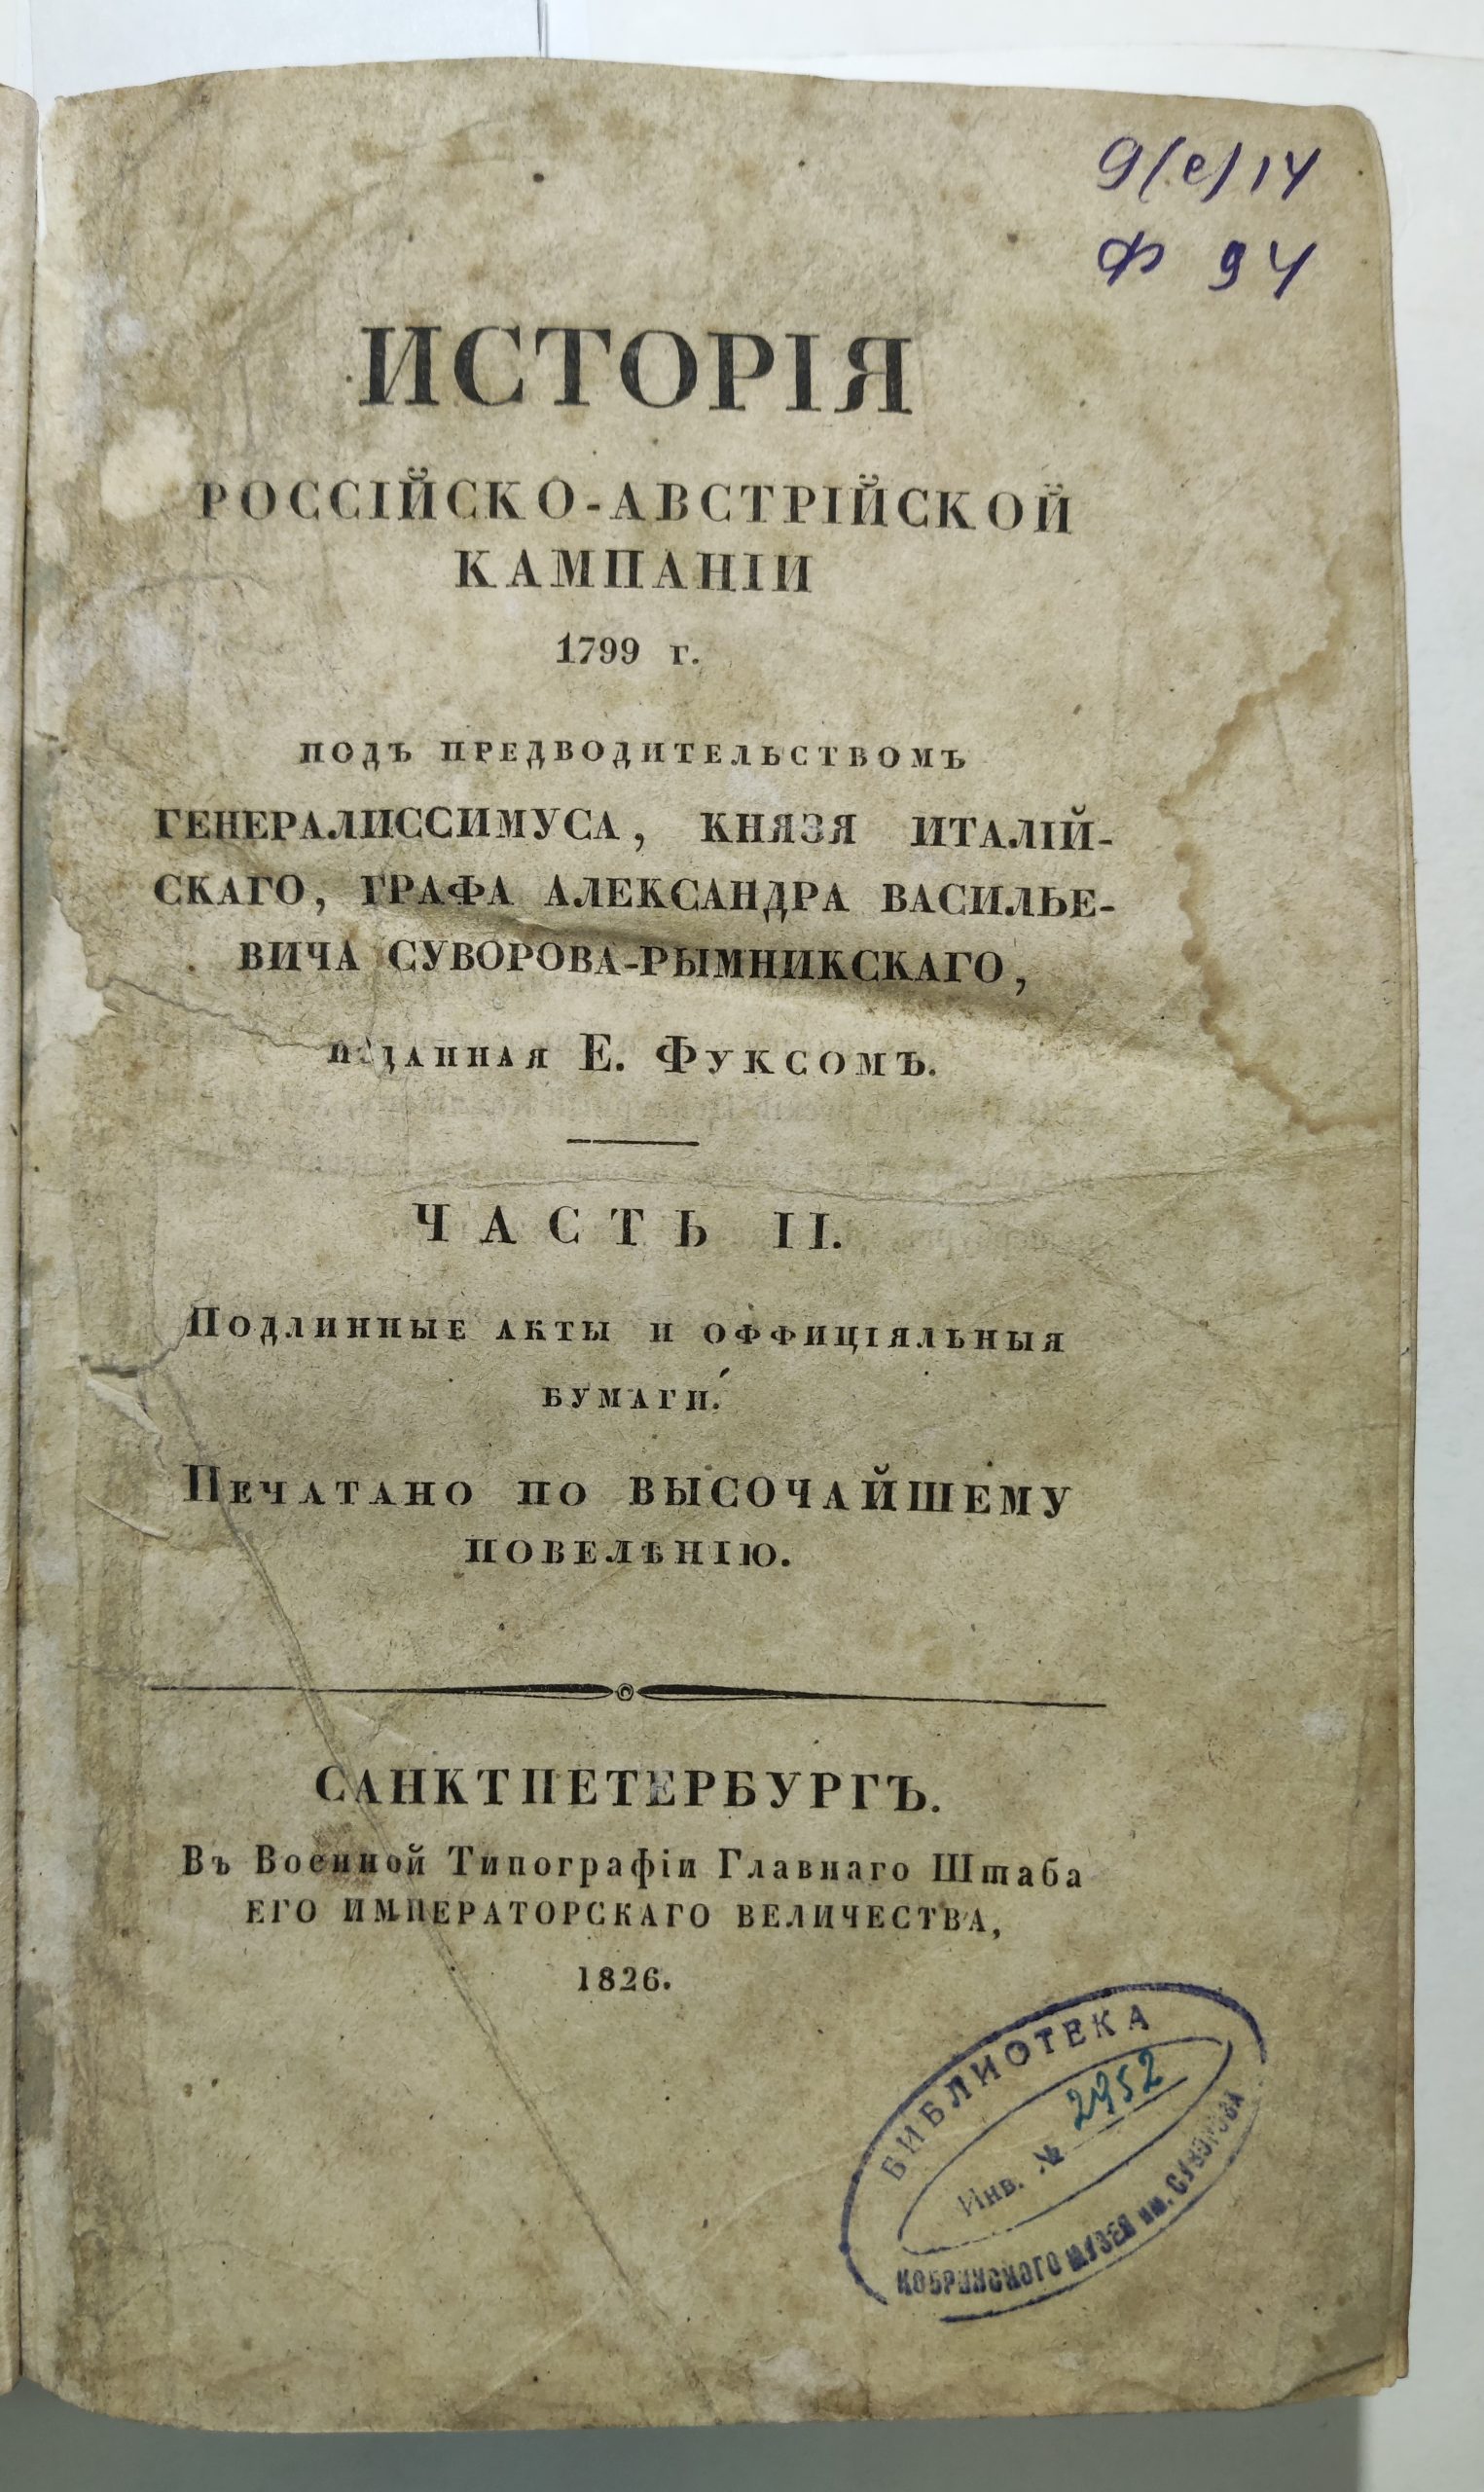 9(с)14
Ф 94
ИСТОРІЯ
РОССІЙСКО-АВСТРІЙСКОЙ
КАМПАНІИ
1799 г.
ПОДЪ ПРЕДВОДИТЕЛЬСТВОМЪ
ГЕНЕРАЛИССИМУСА, КНЯЗЯ ИТАЛІЙ-
СКАГО, ГРАФА АЛЕКСАНДРА ВАСИЛЬЕ-
ВИЧА СУВОРОВА-РЫМНИКСКАГО,
ИЗДАННАЯ Е. ФУКСОМЪ.
ЧАСТЬ II.
ПОДЛИННЫЕ АКТЫ И ОФФИЦІЯЛЬНЫЯ
БУМАГИ.
ПЕЧАТАНО ПО ВЫСОЧАЙШЕМУ
ПОВЕЛѢНІЮ.
САНКТПЕТЕРБУРГЪ.
Въ Военной Типографіи Главнаго Штаба
ЕГО ИМПЕРАТОРСКАГО ВЕЛИЧЕСТВА,
1826.
БИБЛИОТЕКА
Инв. № 2952
КОБРИНСКОГО МУЗЕЯ им. СУВОРОВА